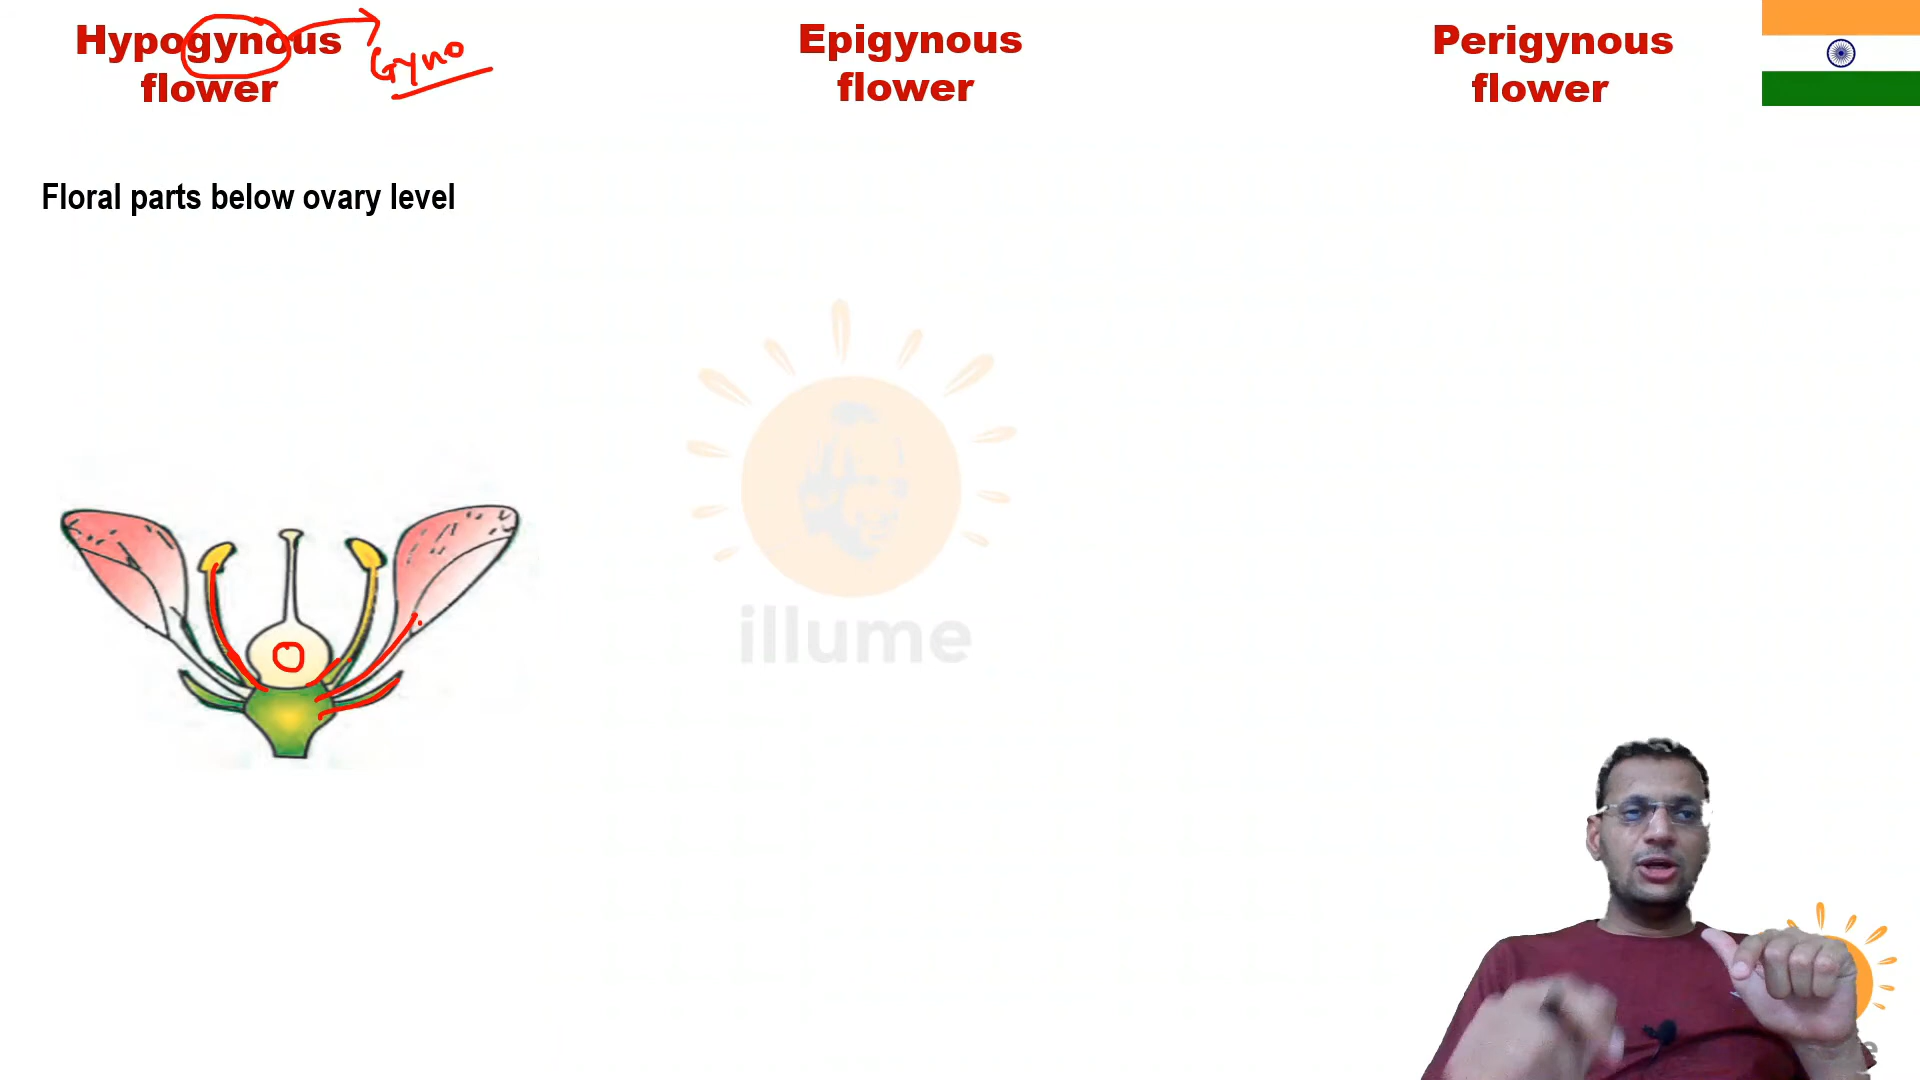 Hypogynous
flower
Gyno
Epigynous
flower
Perigynous
flower
Floral parts below ovary level
illume